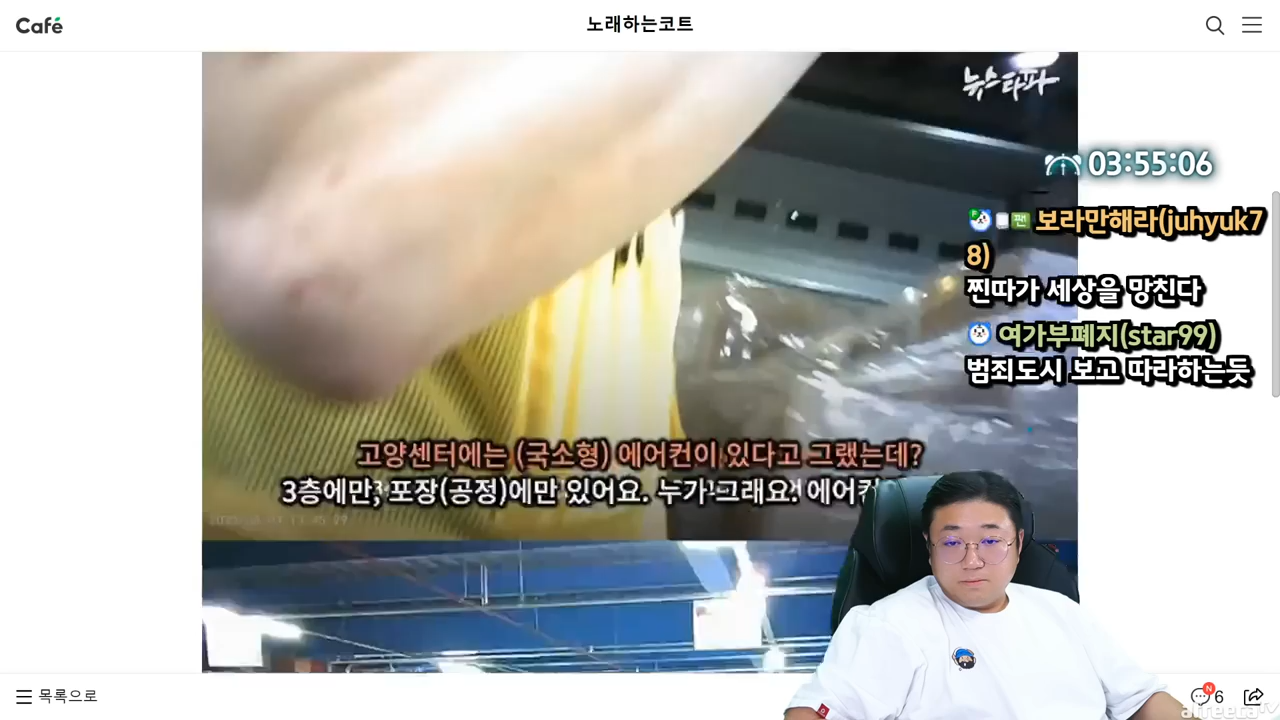 Café
노래하는코트
뉴스타파
03:55:06
팬 보라만해라(juhyuk7
8)
찐따가 세상을 망친다
여가부폐지(star99)
범죄도시 보고 따라하는듯
고양센터에는 (국소형) 에어컨이 있다고 그랬는데?
3층에만, 포장(공정)에만 있어요. 누가 그래요. 에어컨
목록으로
N
6
afreecaTV